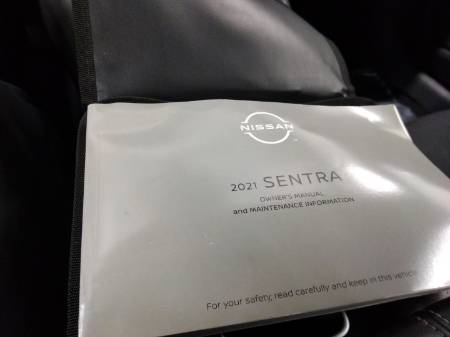 NISSAN
2021 SENTRA
OWNER'S MANUAL
and MAINTENANCE INFORMATION
For your safety, read carefully and keep in this vehicle